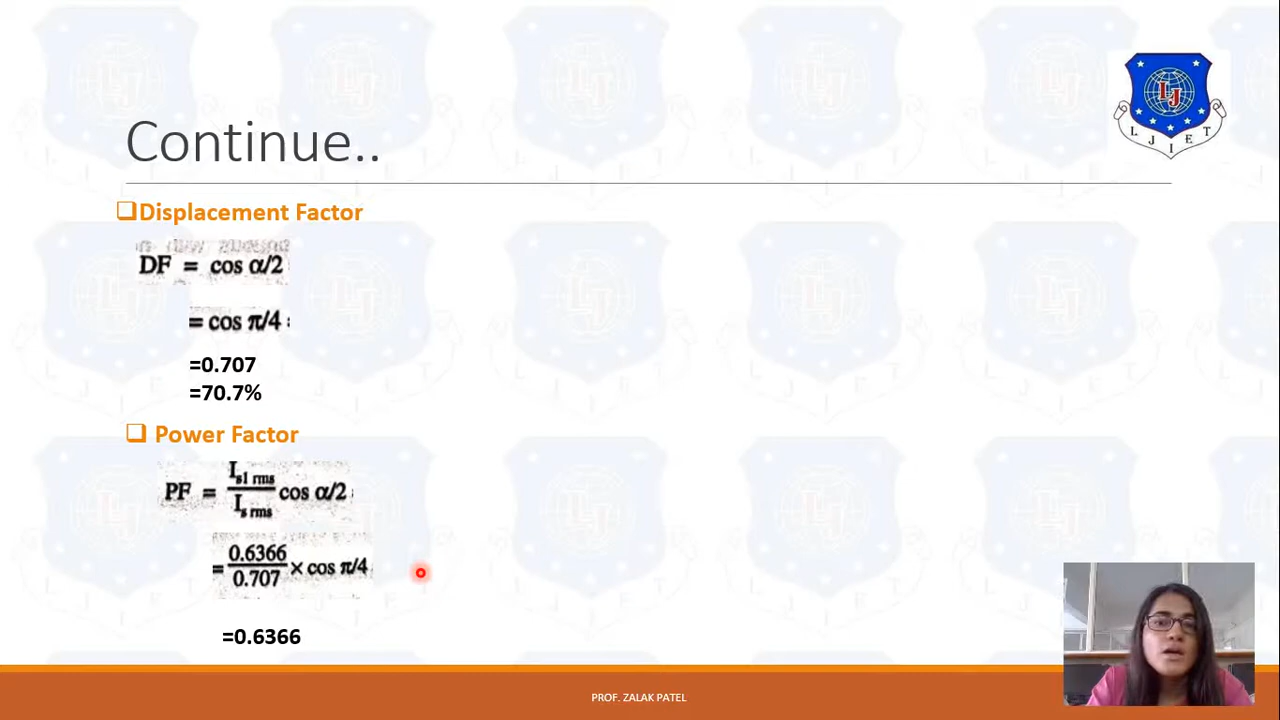 Continue..
❑Displacement Factor
DF = cos α/2
= cos π/4
=0.707
=70.7%
❑ Power Factor
PF = I_s1 rms / I_s rms cos α/2
= 0.6366 / 0.707 × cos π/4
=0.6366
PROF. ZALAK PATEL
LJ
L J I E T